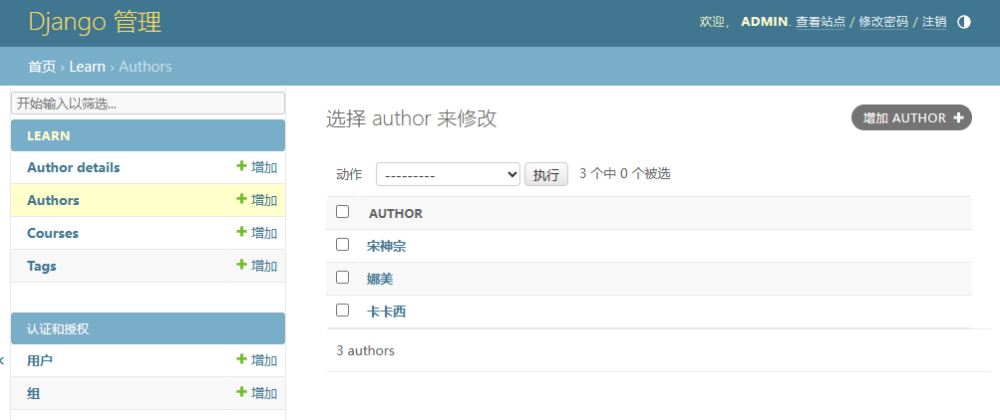 Django 管理
欢迎， ADMIN. 查看站点 / 修改密码 / 注销
首页 › Learn › Authors
开始输入以筛选...
LEARN
Author details 增加
Authors 增加
Courses 增加
Tags 增加
认证和授权
用户 增加
组 增加
选择 author 来修改
增加 AUTHOR
动作 --------- 执行 3 个中 0 个被选
AUTHOR
宋神宗
娜美
卡卡西
3 authors